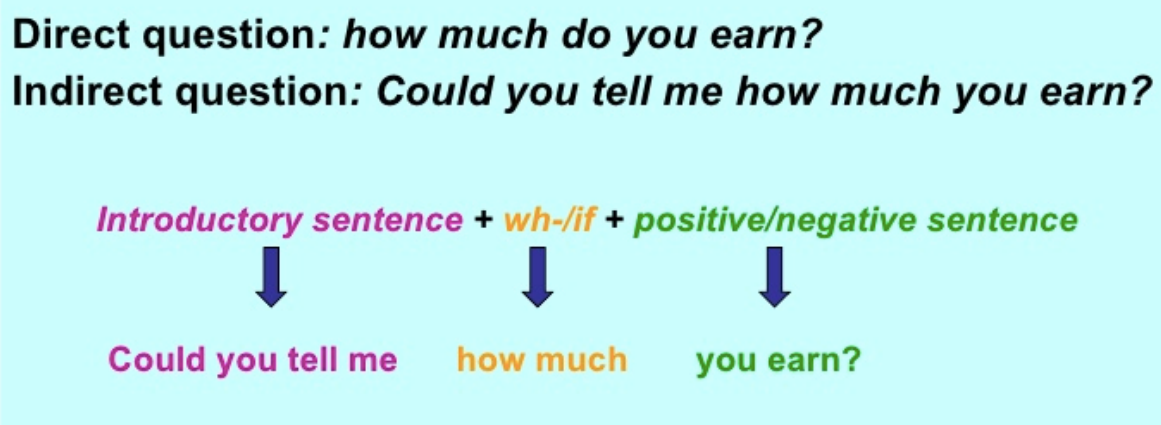 Direct question: how much do you earn?
Indirect question: Could you tell me how much you earn?
Introductory sentence + wh-/if + positive/negative sentence
Could you tell me how much you earn?